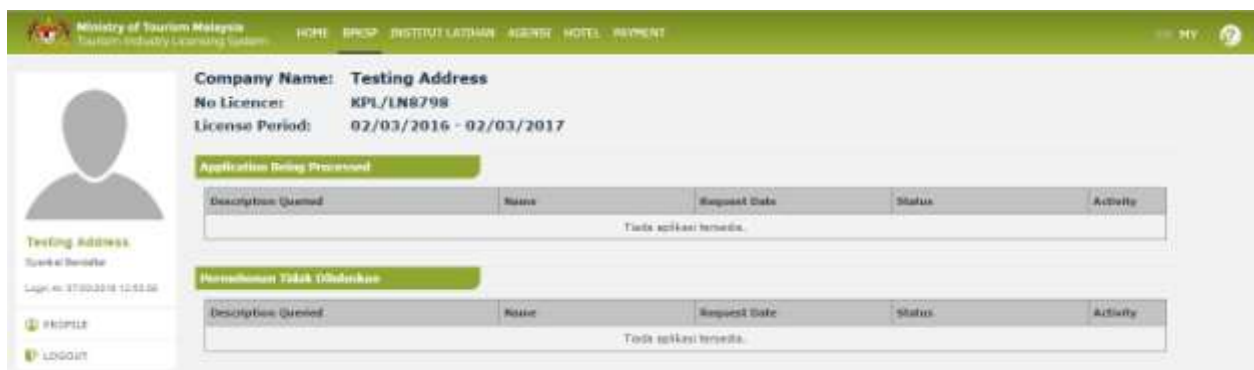 Ministry of Tourism Malaysia
Tourism Industry Licensing System
HOME BPKSP INSTITUT LATIHAN AGENSI HOTEL PAYMENT
MY
Company Name: Testing Address
No Licence: KPL/LN8798
License Period: 02/03/2016 - 02/03/2017
Application Being Processed
Description Queried Name Request Date Status Activity
Tiada aplikasi tersedia.
Testing Address
Syarikat Berdaftar
Permohonan Tidak Diluluskan
Description Queried Name Request Date Status Activity
Tiada aplikasi tersedia.
PROFILE
LOGOUT